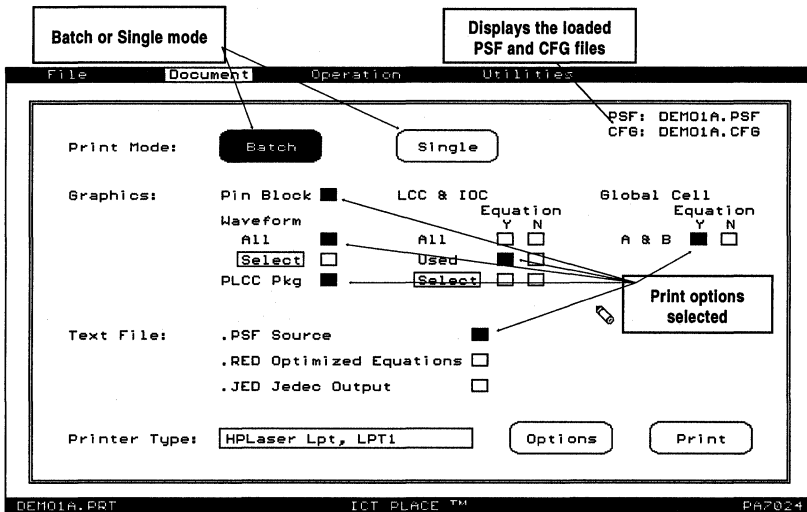 Batch or Single mode
Displays the loaded
PSF and CFG files
File Document Operation Utilities
PSF: DEMO1A.PSF
CFG: DEMO1A.CFG
Print Mode: Batch Single
Graphics: Pin Block LCC & IOC Global Cell
Equation Equation
Waveform Y N Y N
All All A & B
Select Used
PLCC Pkg Select
Print options
selected
Text File: .PSF Source
.RED Optimized Equations
.JED Jedec Output
Printer Type: HPLaser Lpt, LPT1 Options Print
DEMO1A.PRT ICT PLACE ™ PA7024